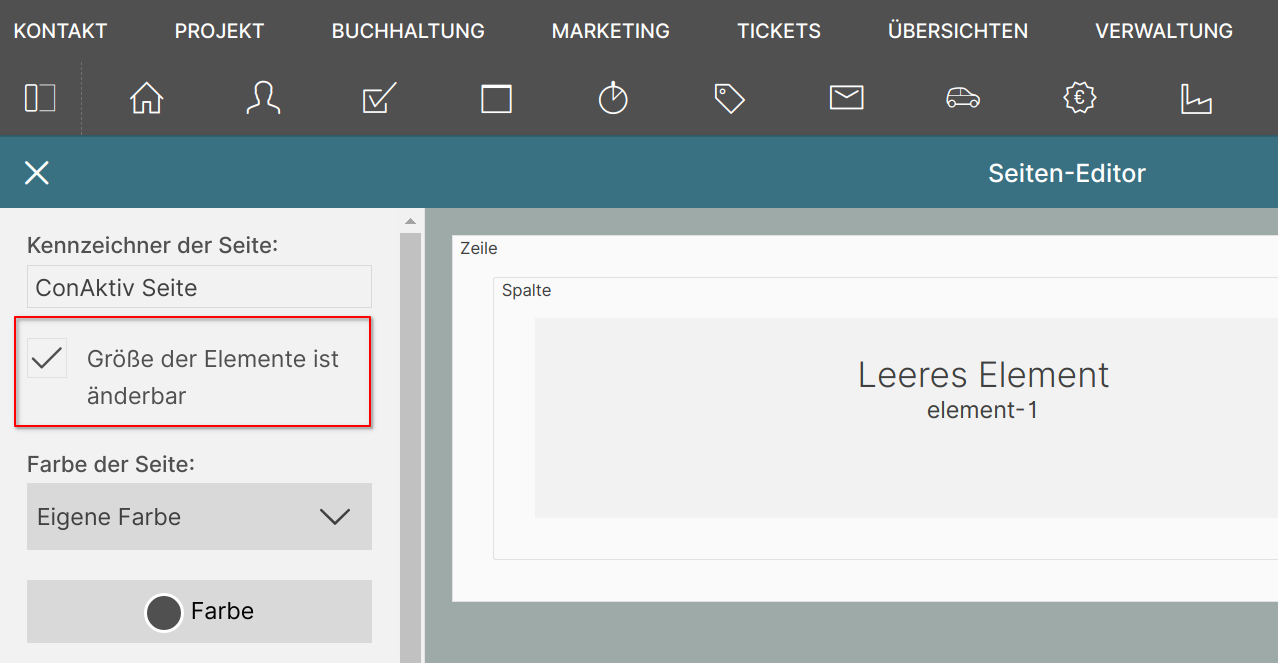 KONTAKT PROJEKT BUCHHALTUNG MARKETING TICKETS ÜBERSICHTEN VERWALTUNG
Seiten-Editor
Kennzeichner der Seite:
ConAktiv Seite
Größe der Elemente ist
änderbar
Farbe der Seite:
Eigene Farbe
Farbe
Zeile
Spalte
Leeres Element
element-1